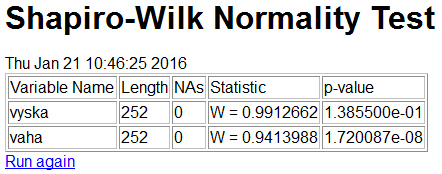 Shapiro-Wilk Normality Test
Thu Jan 21 10:46:25 2016
Variable Name Length NAs Statistic p-value
vyska 252 0 W = 0.9912662 1.385500e-01
vaha 252 0 W = 0.9413988 1.720087e-08
Run again